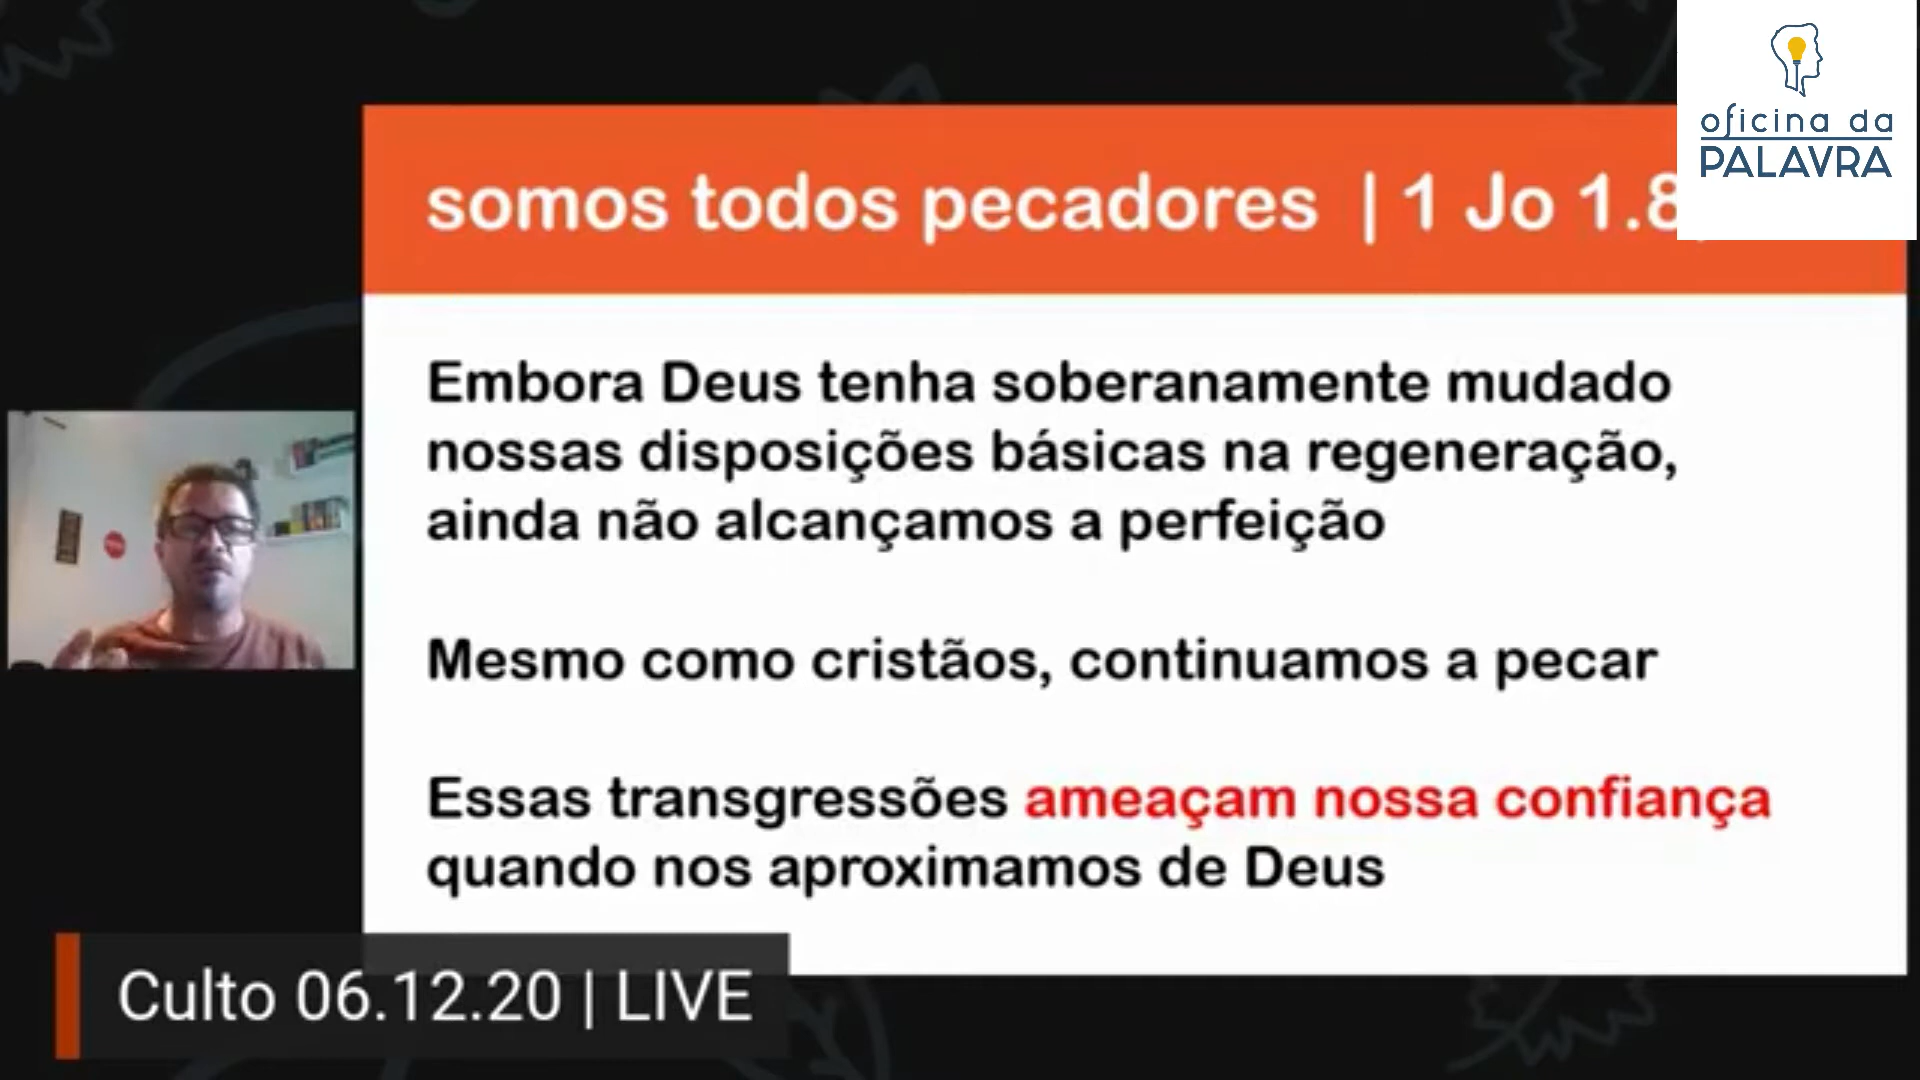 oficina da
PALAVRA
somos todos pecadores | 1 Jo 1.8
Embora Deus tenha soberanamente mudado
nossas disposições básicas na regeneração,
ainda não alcançamos a perfeição
Mesmo como cristãos, continuamos a pecar
Essas transgressões ameaçam nossa confiança
quando nos aproximamos de Deus
Culto 06.12.20 | LIVE